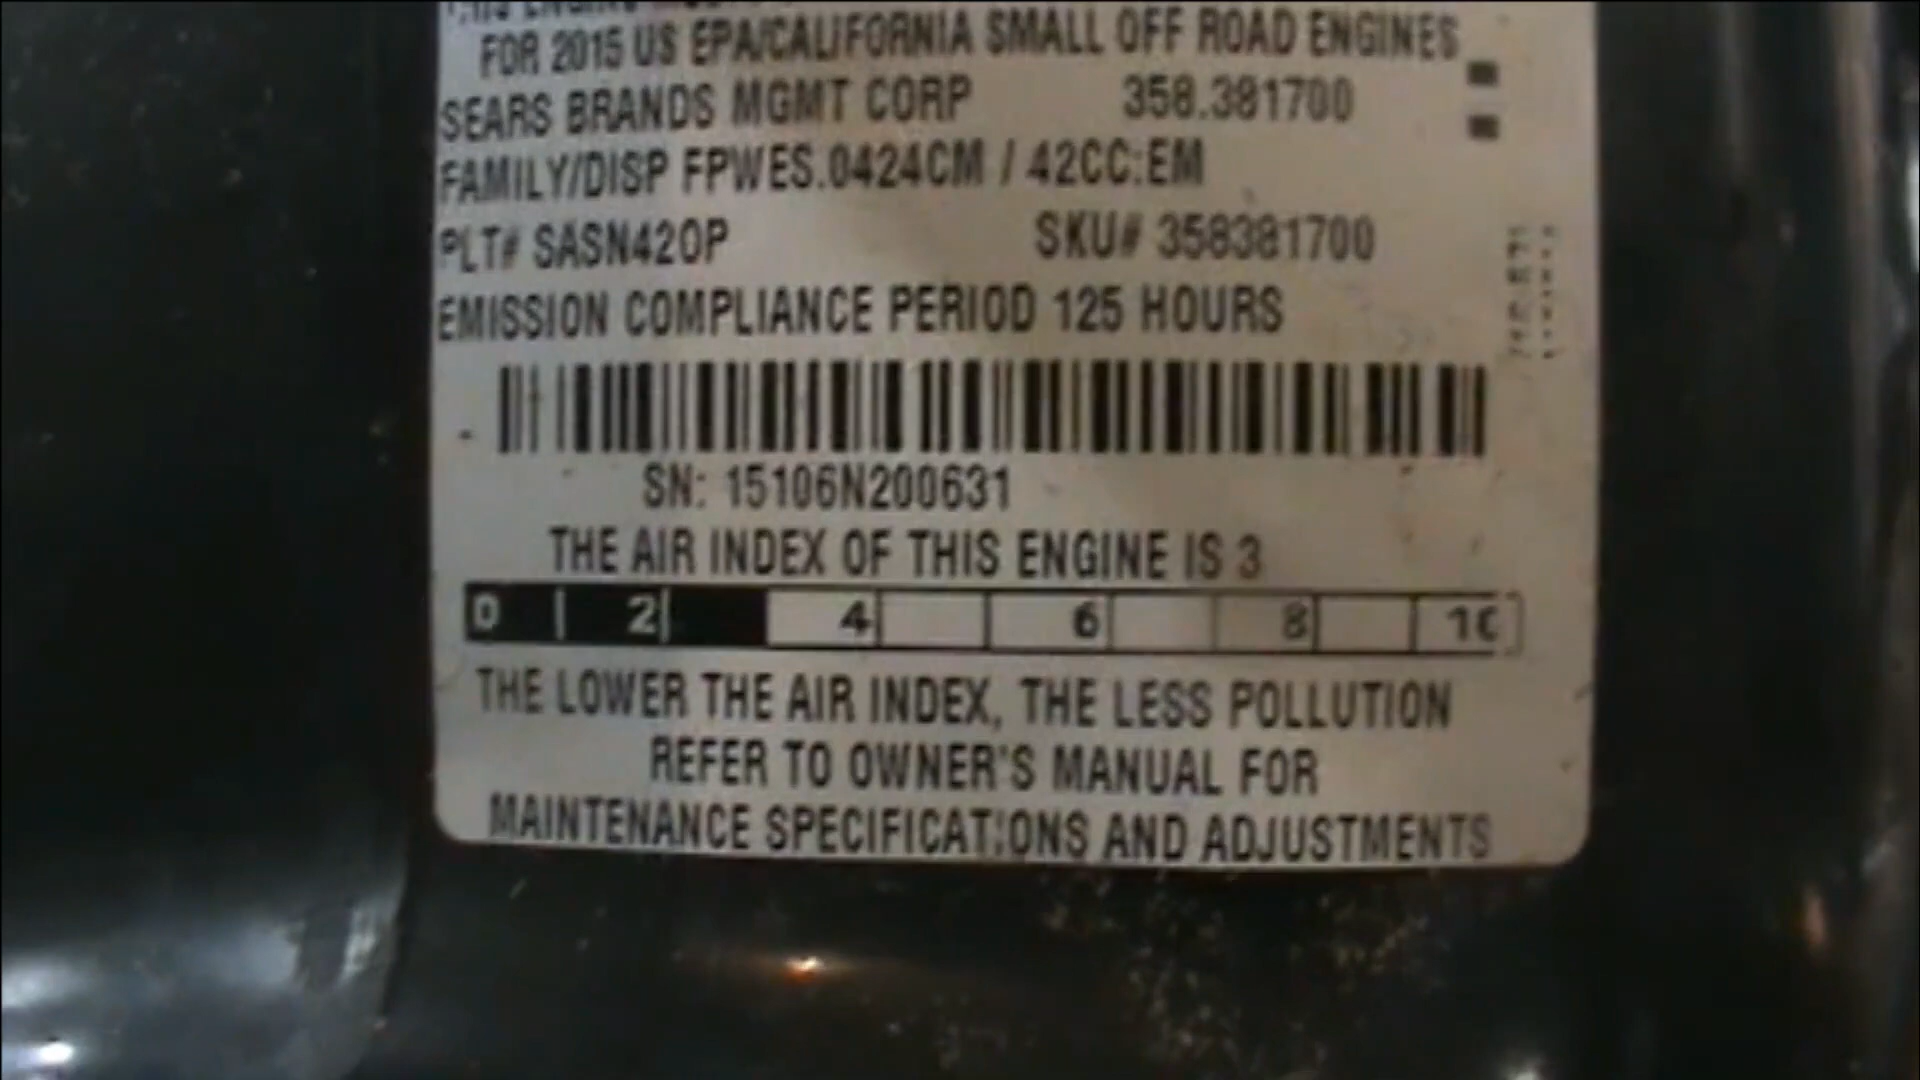 FOR 2015 US EPA/CALIFORNIA SMALL OFF ROAD ENGINES
SEARS BRANDS MGMT CORP 358.381700
FAMILY/DISP FPWES.0424CM / 42CC:EM
PLT# SASN42OP SKU# 358381700
EMISSION COMPLIANCE PERIOD 125 HOURS
SN: 15106N200631
THE AIR INDEX OF THIS ENGINE IS 3
0 2 4 6 8 10
THE LOWER THE AIR INDEX, THE LESS POLLUTION
REFER TO OWNER'S MANUAL FOR
MAINTENANCE SPECIFICATIONS AND ADJUSTMENTS